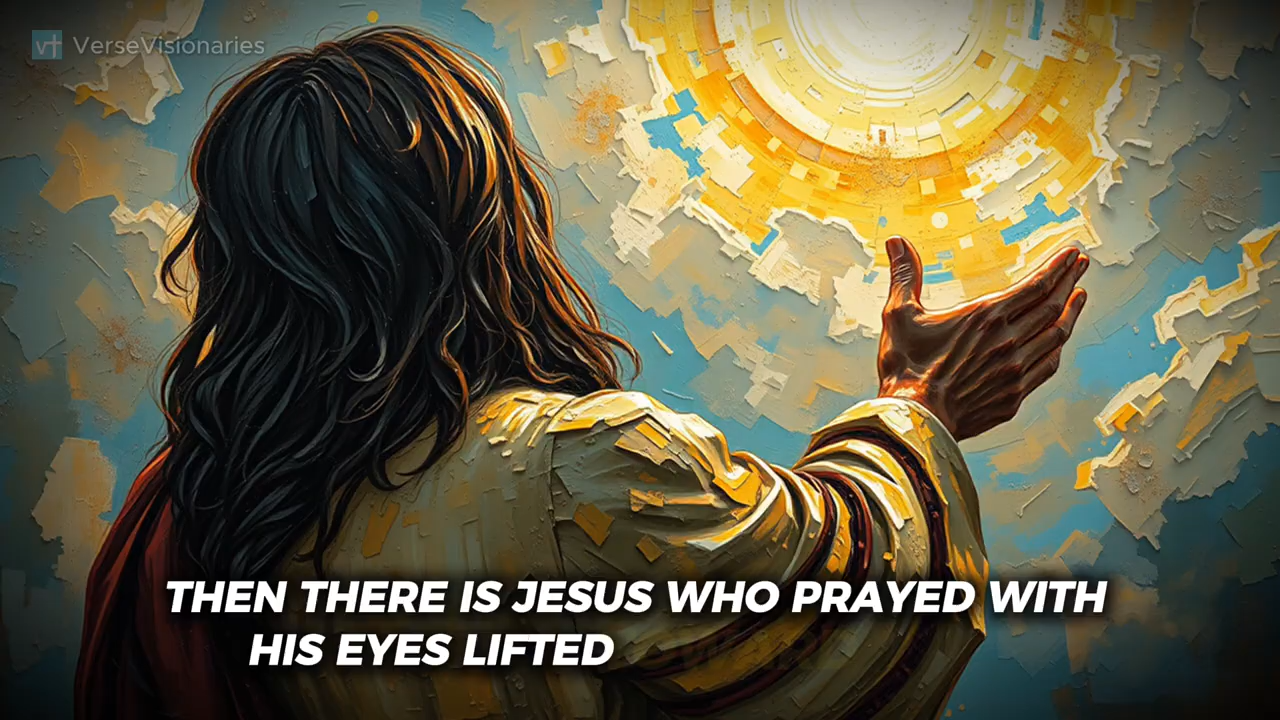 VerseVisionaries
THEN THERE IS JESUS WHO PRAYED WITH
HIS EYES LIFTED